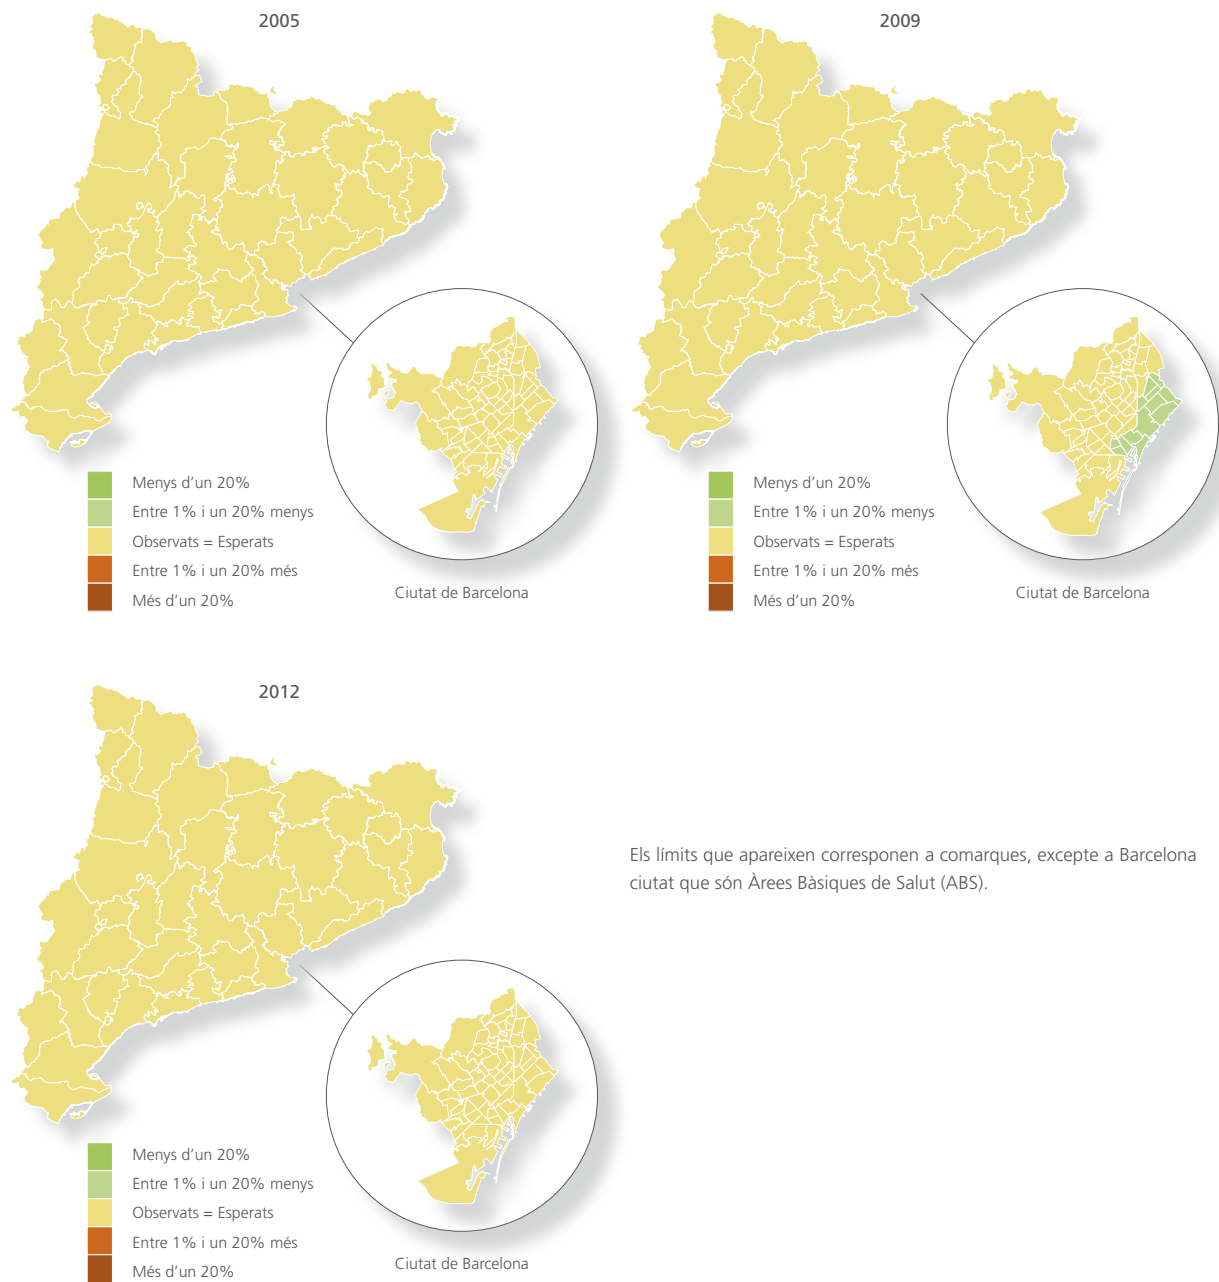 2005
Menys d’un 20%
Entre 1% i un 20% menys
Observats = Esperats
Entre 1% i un 20% més
Més d’un 20%
Ciutat de Barcelona
2009
Menys d’un 20%
Entre 1% i un 20% menys
Observats = Esperats
Entre 1% i un 20% més
Més d’un 20%
Ciutat de Barcelona
2012
Menys d’un 20%
Entre 1% i un 20% menys
Observats = Esperats
Entre 1% i un 20% més
Més d’un 20%
Ciutat de Barcelona
Els límits que apareixen corresponen a comarques, excepte a Barcelona
ciutat que són Àrees Bàsiques de Salut (ABS).